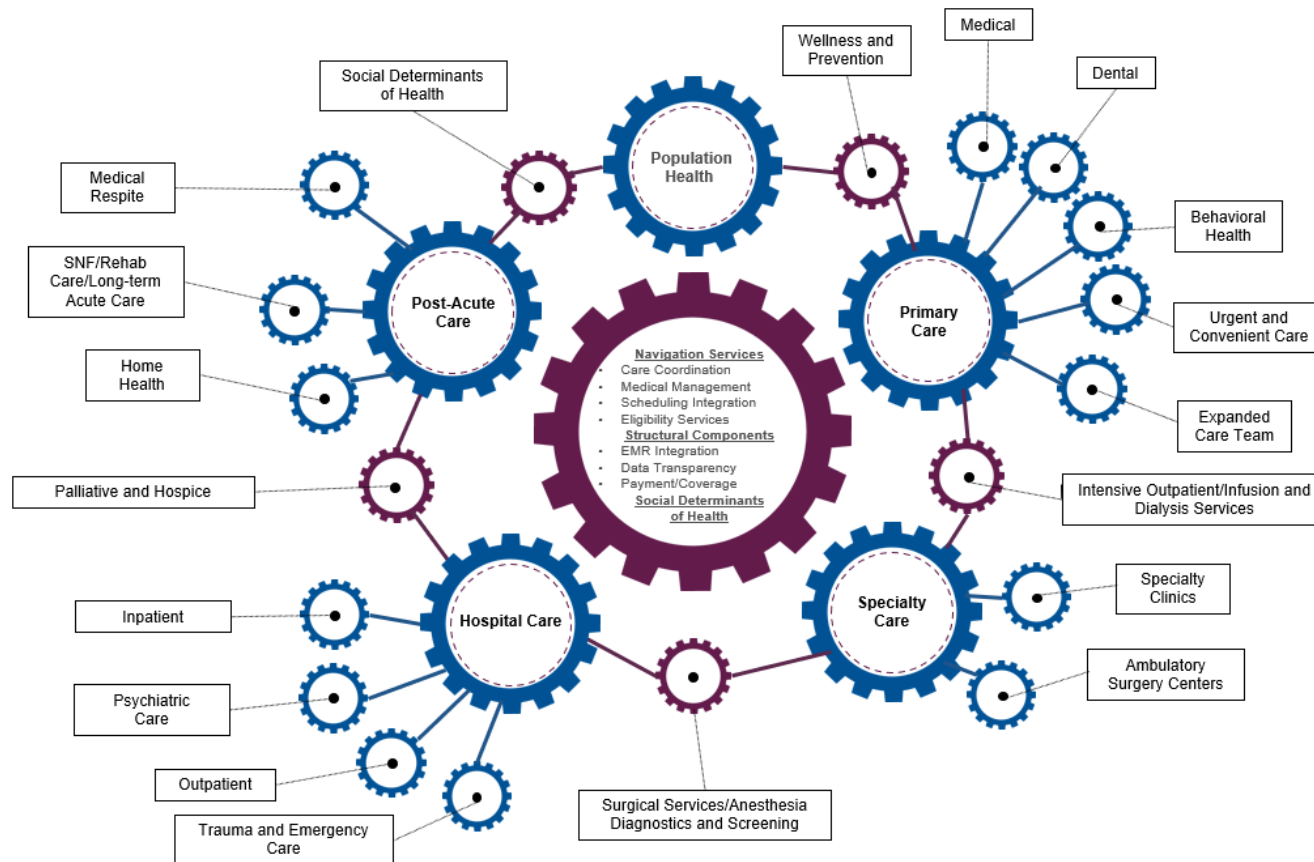 Medical
Wellness and
Prevention
Social Determinants
of Health
Dental
Population
Health
Medical
Respite
Behavioral
Health
SNF/Rehab
Care/Long-term
Acute Care
Post-Acute
Care
Primary
Care
Urgent and
Convenient Care
Home
Health
Navigation Services
▪ Care Coordination
▪ Medical Management
▪ Scheduling Integration
▪ Eligibility Services
Structural Components
▪ EMR Integration
▪ Data Transparency
▪ Payment/Coverage
Social Determinants
of Health
Expanded
Care Team
Palliative and Hospice
Intensive Outpatient/Infusion and
Dialysis Services
Specialty
Clinics
Inpatient
Hospital Care
Specialty
Care
Ambulatory
Surgery Centers
Psychiatric
Care
Outpatient
Surgical Services/Anesthesia
Diagnostics and Screening
Trauma and Emergency
Care